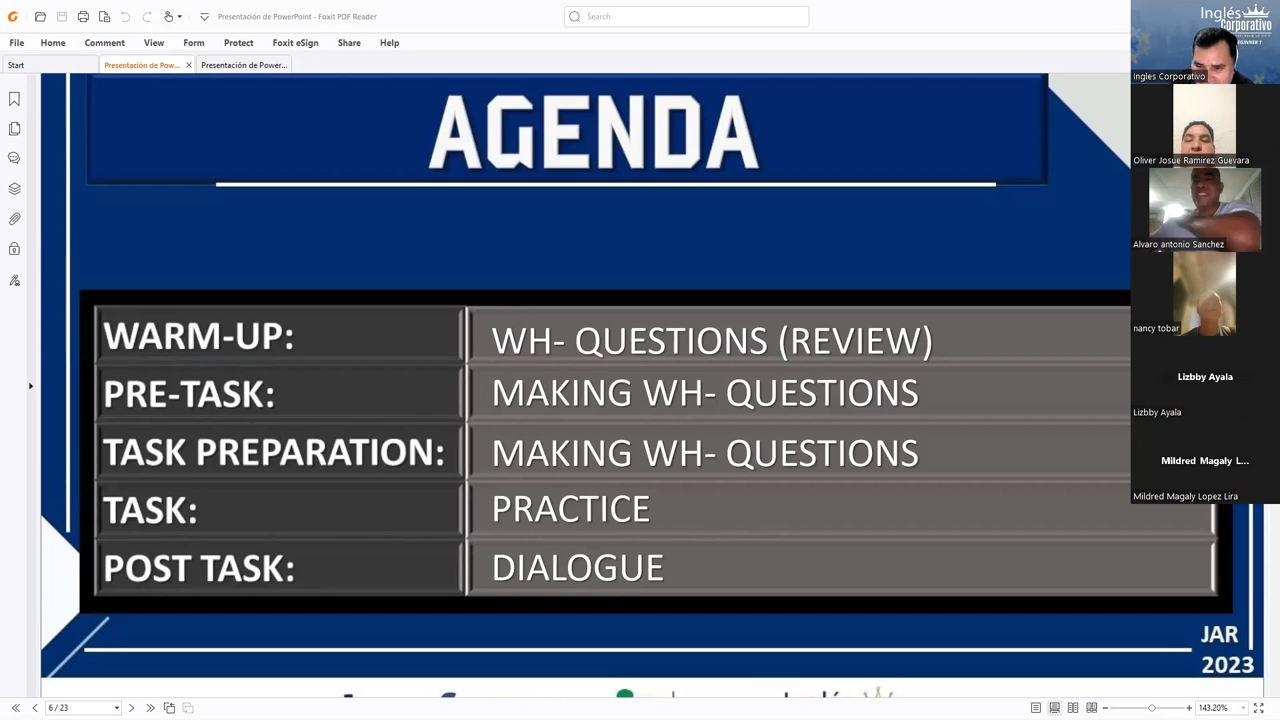 Presentación de PowerPoint - Foxit PDF Reader
Search
File Home Comment View Form Protect Foxit eSign Share Help
Start
Presentación de Pow...
Presentación de Power...
AGENDA
WARM-UP: WH- QUESTIONS (REVIEW)
PRE-TASK: MAKING WH- QUESTIONS
TASK PREPARATION: MAKING WH- QUESTIONS
TASK: PRACTICE
POST TASK: DIALOGUE
JAR
2023
6 / 23
143.20%
Inglés
Corporativo
Ingles Corporativo
Oliver Josue Ramirez Guevara
Alvaro antonio Sanchez
nancy tobar
Lizbby Ayala
Lizbby Ayala
Mildred Magaly L...
Mildred Magaly Lopez Lira